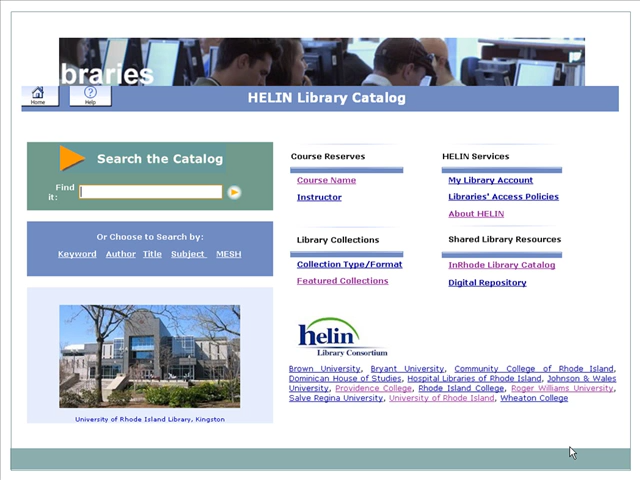 braries
Home
Help
HELIN Library Catalog
Search the Catalog
Find
it:
Or Choose to Search by:
Keyword Author Title Subject MESH
University of Rhode Island Library, Kingston
Course Reserves
Course Name
Instructor
HELIN Services
My Library Account
Libraries' Access Policies
About HELIN
Library Collections
Collection Type/Format
Featured Collections
Shared Library Resources
InRhode Library Catalog
Digital Repository
helin
Library Consortium
Brown University, Bryant University, Community College of Rhode Island,
Dominican House of Studies, Hospital Libraries of Rhode Island, Johnson & Wales
University, Providence College, Rhode Island College, Roger Williams University,
Salve Regina University, University of Rhode Island, Wheaton College